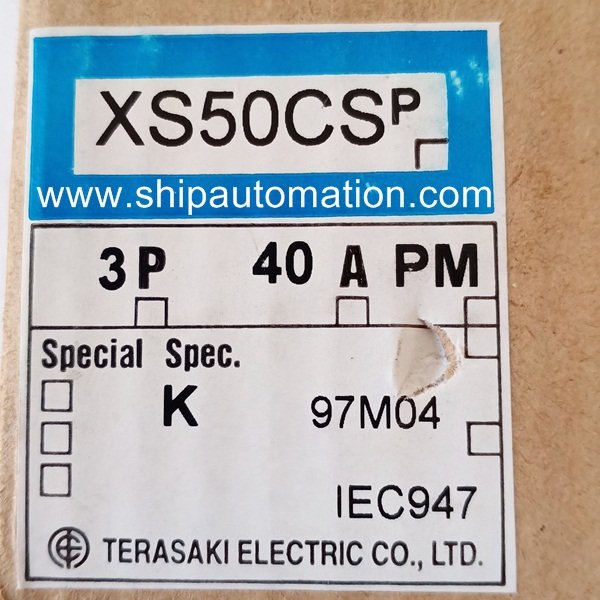 XS50CSP
www.shipautomation.com
3P 40 A PM
Special Spec.
K 97M04
IEC947
TERASAKI ELECTRIC CO., LTD.